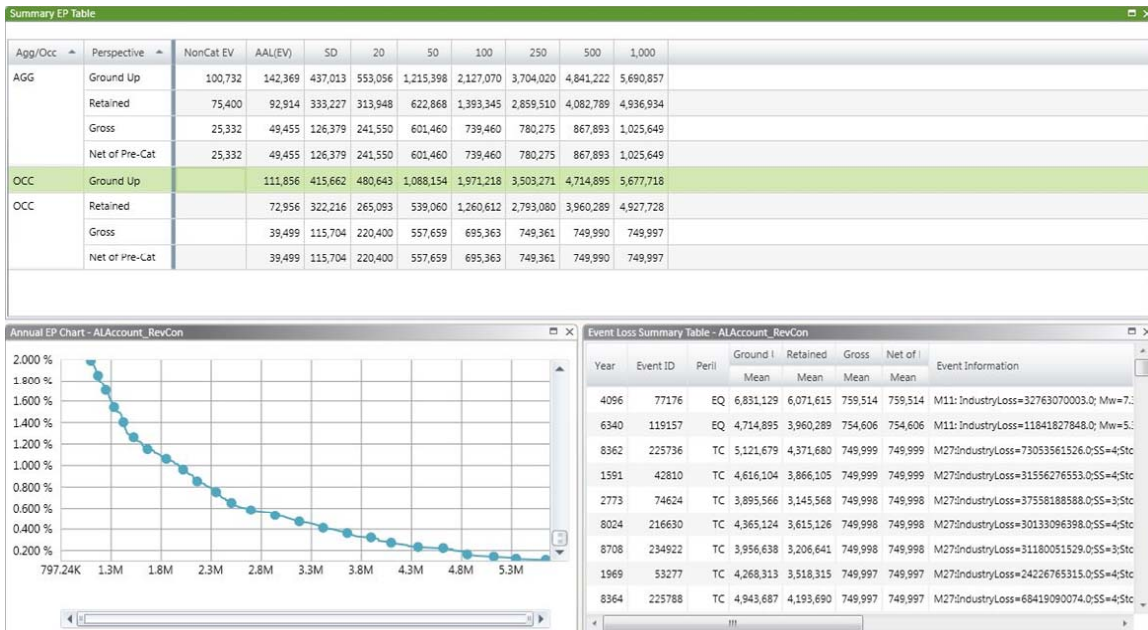 Summary EP Table
Agg/Occ Perspective NonCat EV AAL(EV) SD 20 50 100 250 500 1,000
AGG Ground Up 100,732 142,369 437,013 553,056 1,215,398 2,127,070 3,704,020 4,841,222 5,690,857
Retained 75,400 92,914 333,227 313,948 622,868 1,393,345 2,859,510 4,082,789 4,936,934
Gross 25,332 49,455 126,379 241,550 601,460 739,460 780,275 867,893 1,025,649
Net of Pre-Cat 25,332 49,455 126,379 241,550 601,460 739,460 780,275 867,893 1,025,649
OCC Ground Up 111,856 415,662 480,643 1,088,154 1,971,218 3,503,271 4,714,895 5,677,718
OCC Retained 72,956 322,216 265,093 539,060 1,260,612 2,793,080 3,960,289 4,927,728
Gross 39,499 115,704 220,400 557,659 695,363 749,361 749,990 749,997
Net of Pre-Cat 39,499 115,704 220,400 557,659 695,363 749,361 749,990 749,997
Annual EP Chart - ALAccount_RevCon
2.000 %
1.800 %
1.600 %
1.400 %
1.200 %
1.000 %
0.800 %
0.600 %
0.400 %
0.200 %
797.24K 1.3M 1.8M 2.3M 2.8M 3.3M 3.8M 4.3M 4.8M 5.3M
Event Loss Summary Table - ALAccount_RevCon
Year Event ID Peril Ground Retained Gross Net of Event Information
Mean Mean Mean Mean
4096 77176 EQ 6,831,129 6,071,615 759,514 759,514 M11: IndustryLoss=32763070003.0; Mw=7.
6340 119157 EQ 4,714,895 3,960,289 754,606 754,606 M11: IndustryLoss=11841827848.0; Mw=5.
8362 225736 TC 5,121,679 4,371,680 749,999 749,999 M27:IndustryLoss=73053561526.0;SS=4;Stc
1591 42810 TC 4,616,104 3,866,105 749,999 749,998 M27:IndustryLoss=31556276553.0;SS=4;Stc
2773 74624 TC 3,895,566 3,145,568 749,998 749,998 M27:IndustryLoss=37558188588.0;SS=3;Stc
8024 216630 TC 4,365,124 3,615,126 749,998 749,998 M27:IndustryLoss=30133096398.0;SS=4;Stc
8708 234922 TC 3,956,638 3,206,641 749,998 749,998 M27:IndustryLoss=31180051529.0;SS=3;Stc
1969 53277 TC 4,268,313 3,518,315 749,997 749,997 M27:IndustryLoss=24226765315.0;SS=4;Stc
8364 225788 TC 4,943,687 4,193,690 749,997 749,997 M27:IndustryLoss=68419090074.0;SS=4;Stc